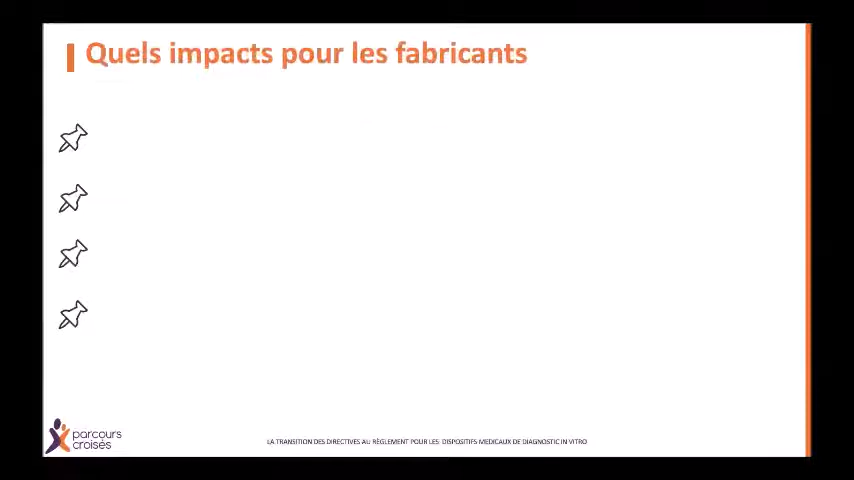 Quels impacts pour les fabricants
parcours
croisés
LA TRANSITION DES DIRECTIVES AU RÈGLEMENT POUR LES DISPOSITIFS MEDICAUX DE DIAGNOSTIC IN VITRO